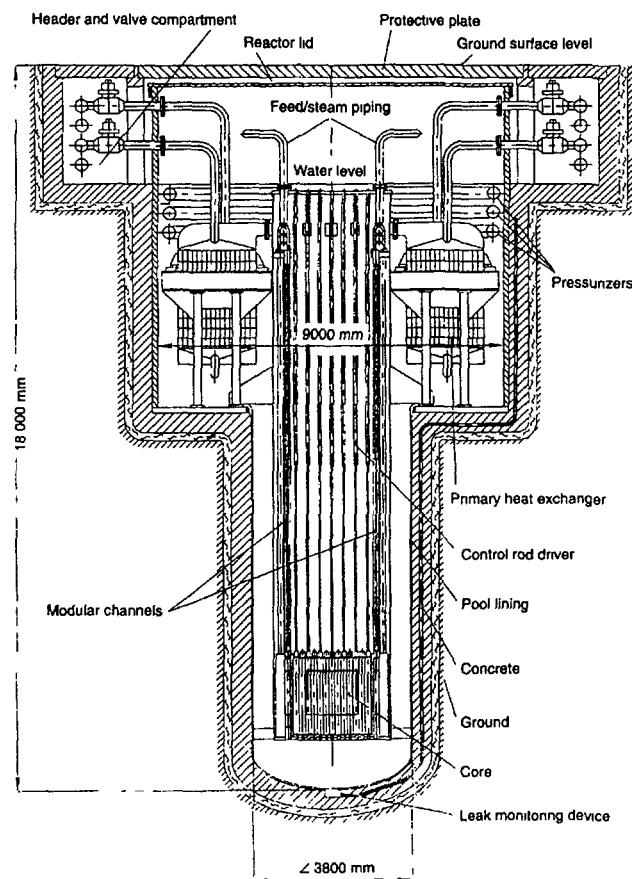 Header and valve compartment
Protective plate
Reactor lid
Ground surface level
Feed/steam piping
Water level
Pressunzers
9000 mm
18 000 mm
Primary heat exchanger
Control rod driver
Modular channels
Pool lining
Concrete
Ground
Core
Leak monitoring device
∠ 3800 mm